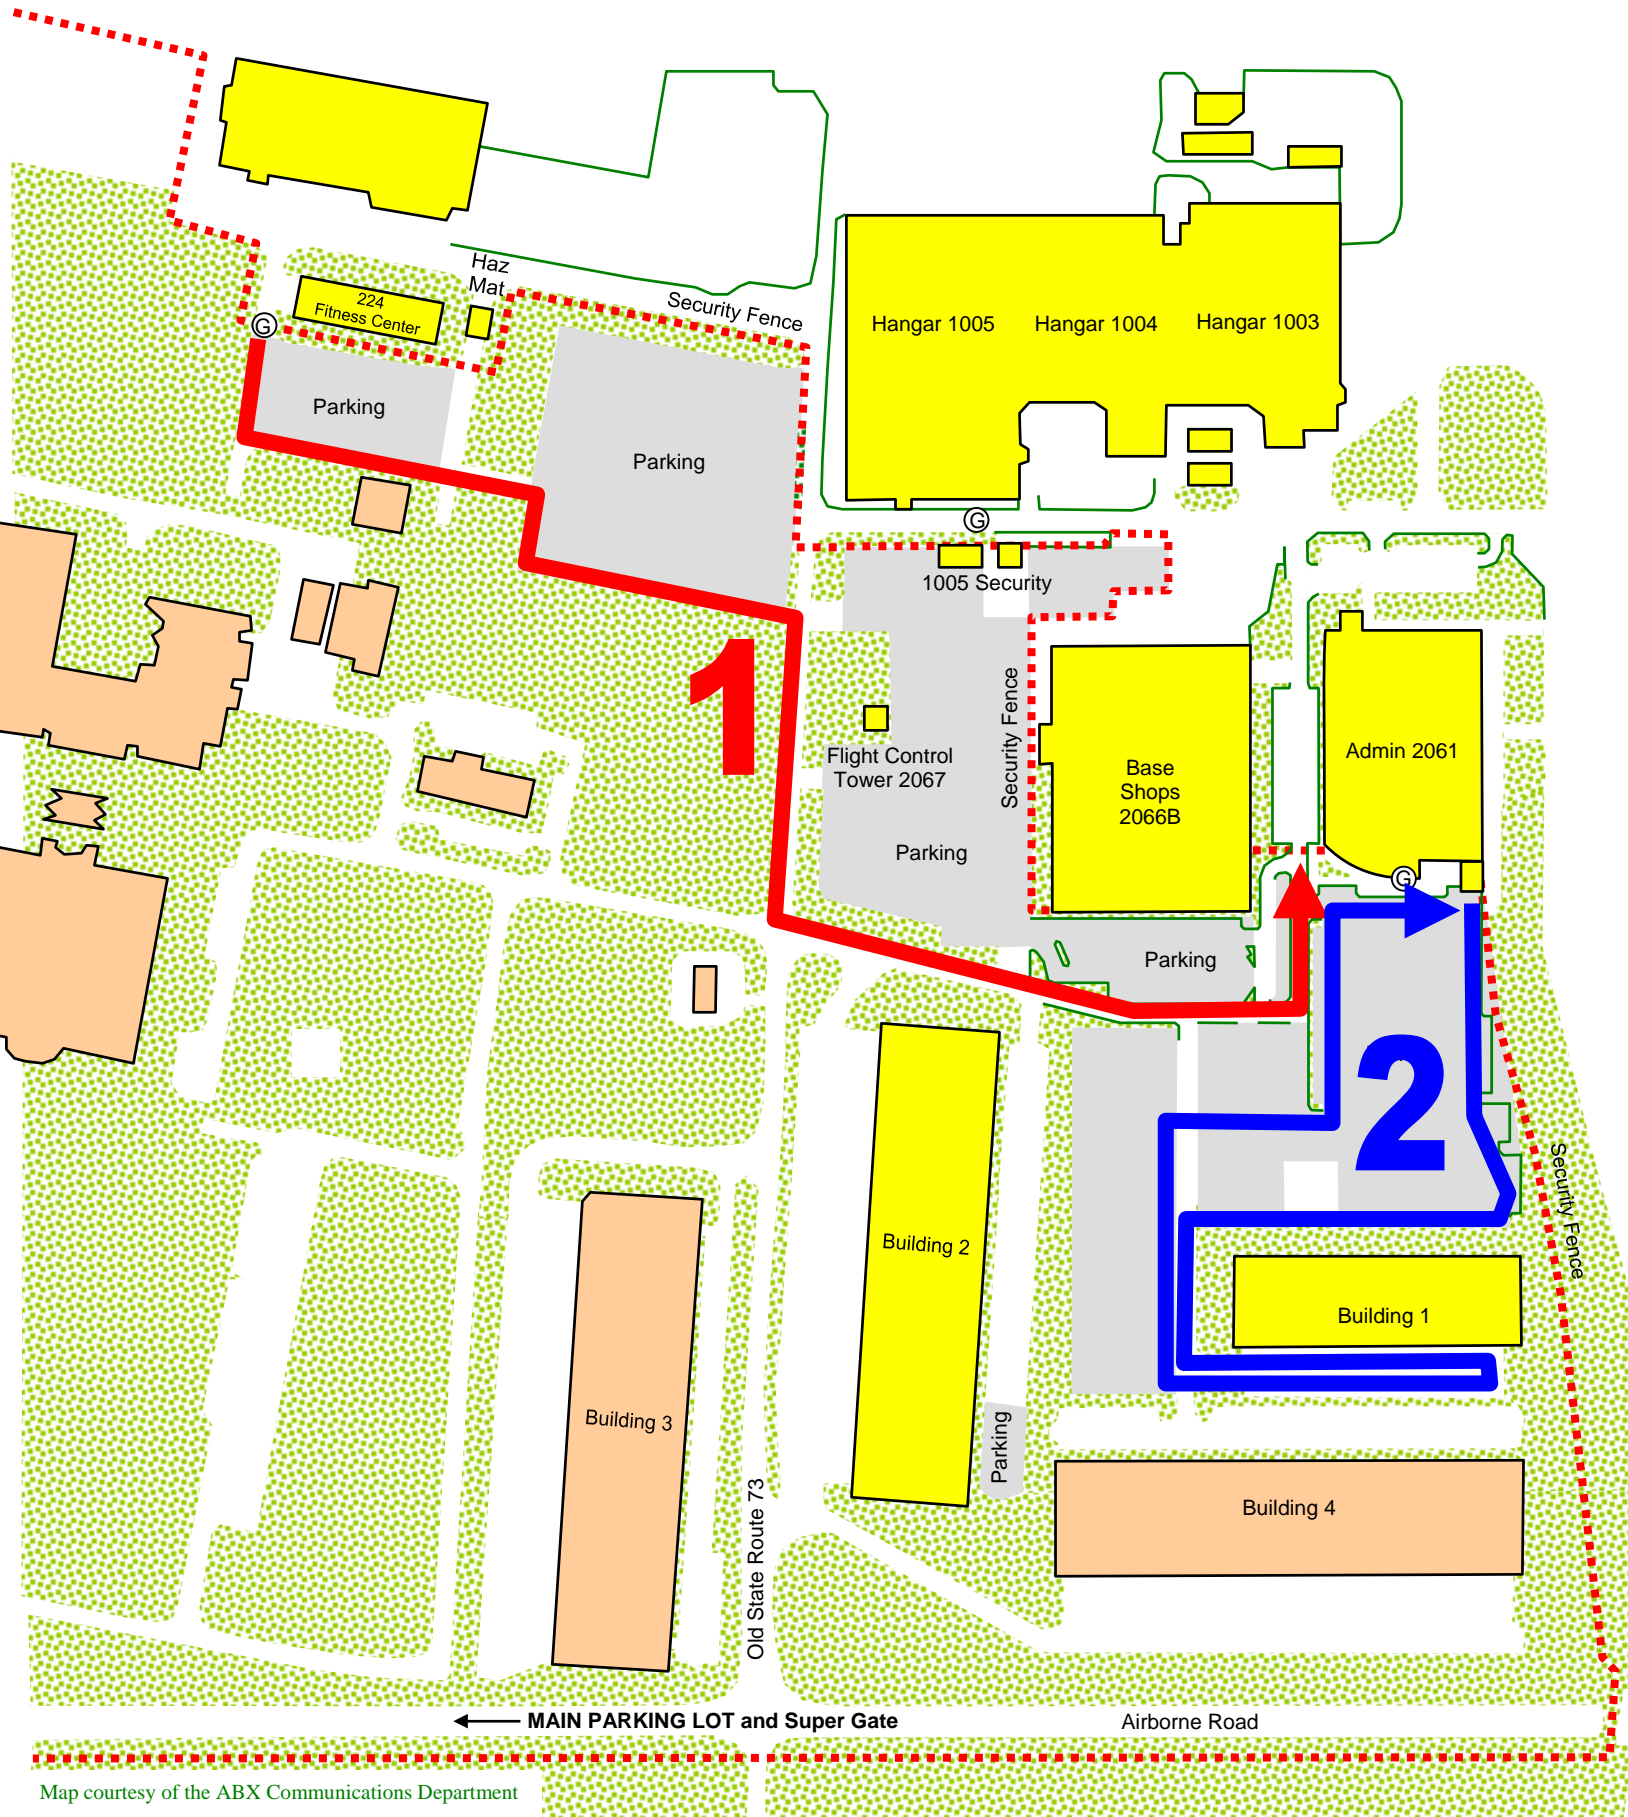 Haz
Mat
224
Fitness Center
G
Security Fence
Hangar 1005
Hangar 1004
Hangar 1003
Parking
Parking
G
1005 Security
1
Security Fence
Flight Control
Tower 2067
Base
Shops
2066B
Admin 2061
Parking
G
Parking
2
Security Fence
Building 2
Building 1
Building 3
Parking
Building 4
Old State Route 73
MAIN PARKING LOT and Super Gate
Airborne Road
Map courtesy of the ABX Communications Department